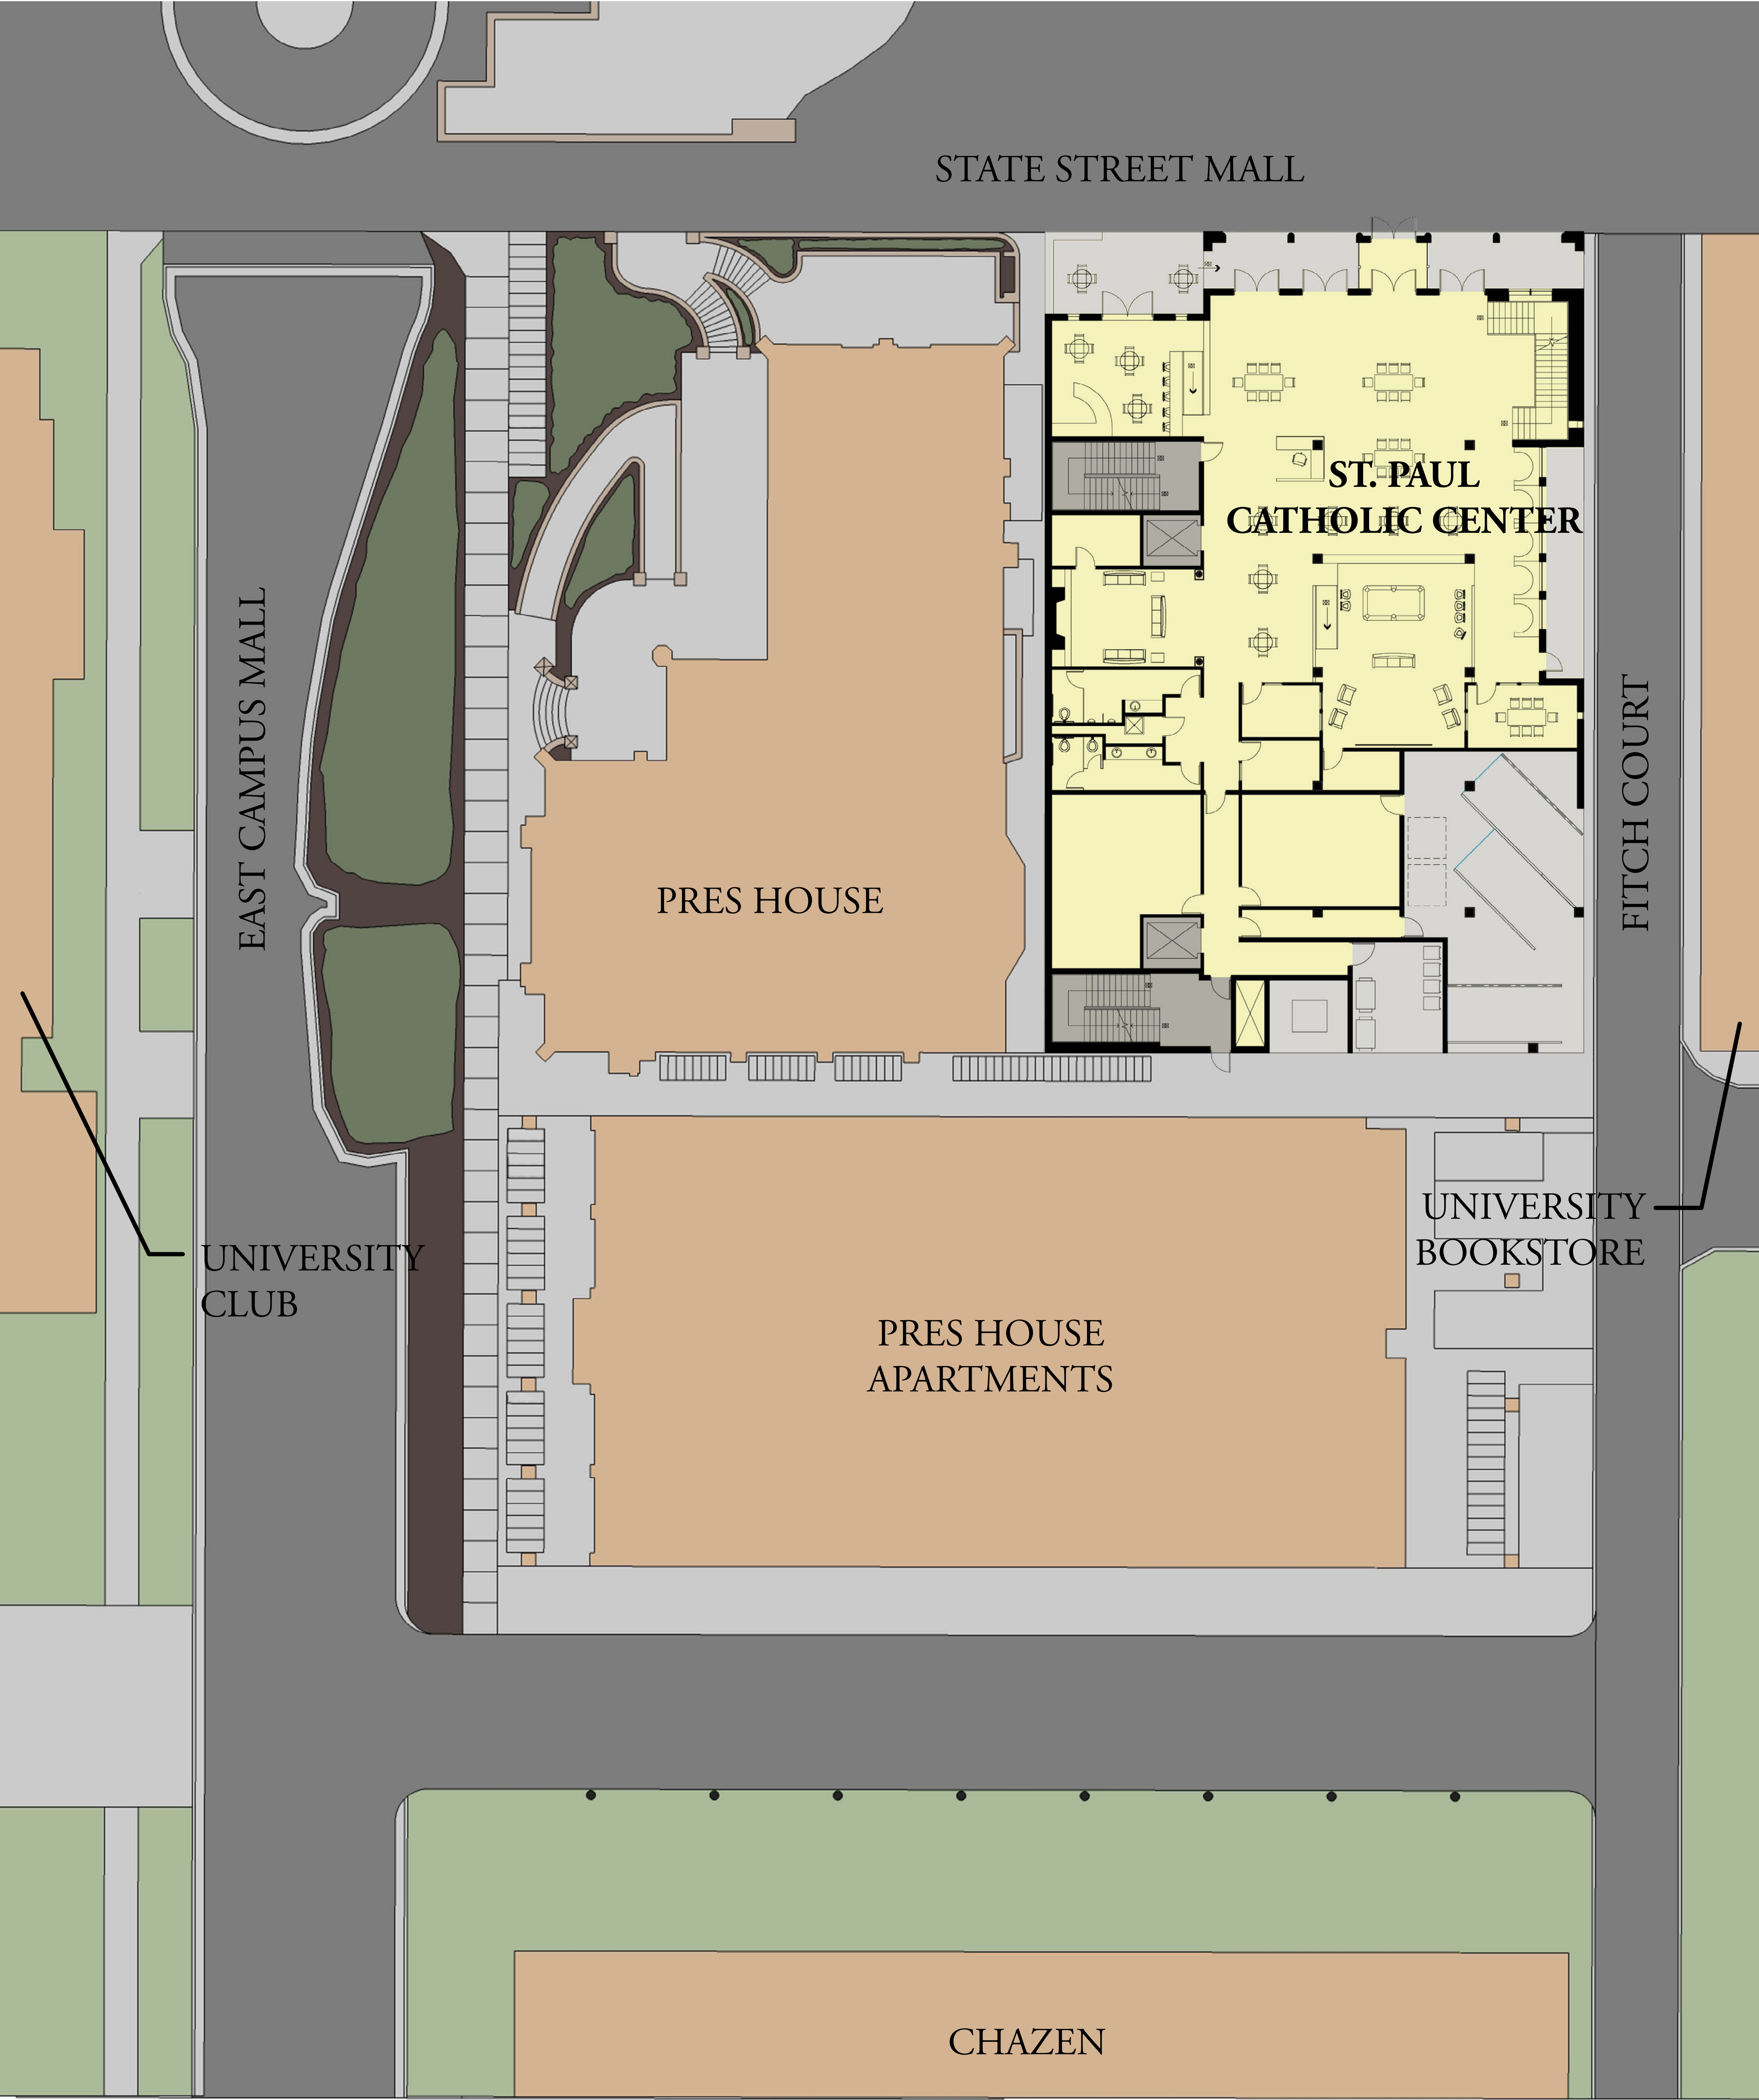 STATE STREET MALL
ST. PAUL
CATHOLIC CENTER
EAST CAMPUS MALL
FITCH COURT
PRES HOUSE
UNIVERSITY
BOOKSTORE
UNIVERSITY
CLUB
PRES HOUSE
APARTMENTS
CHAZEN